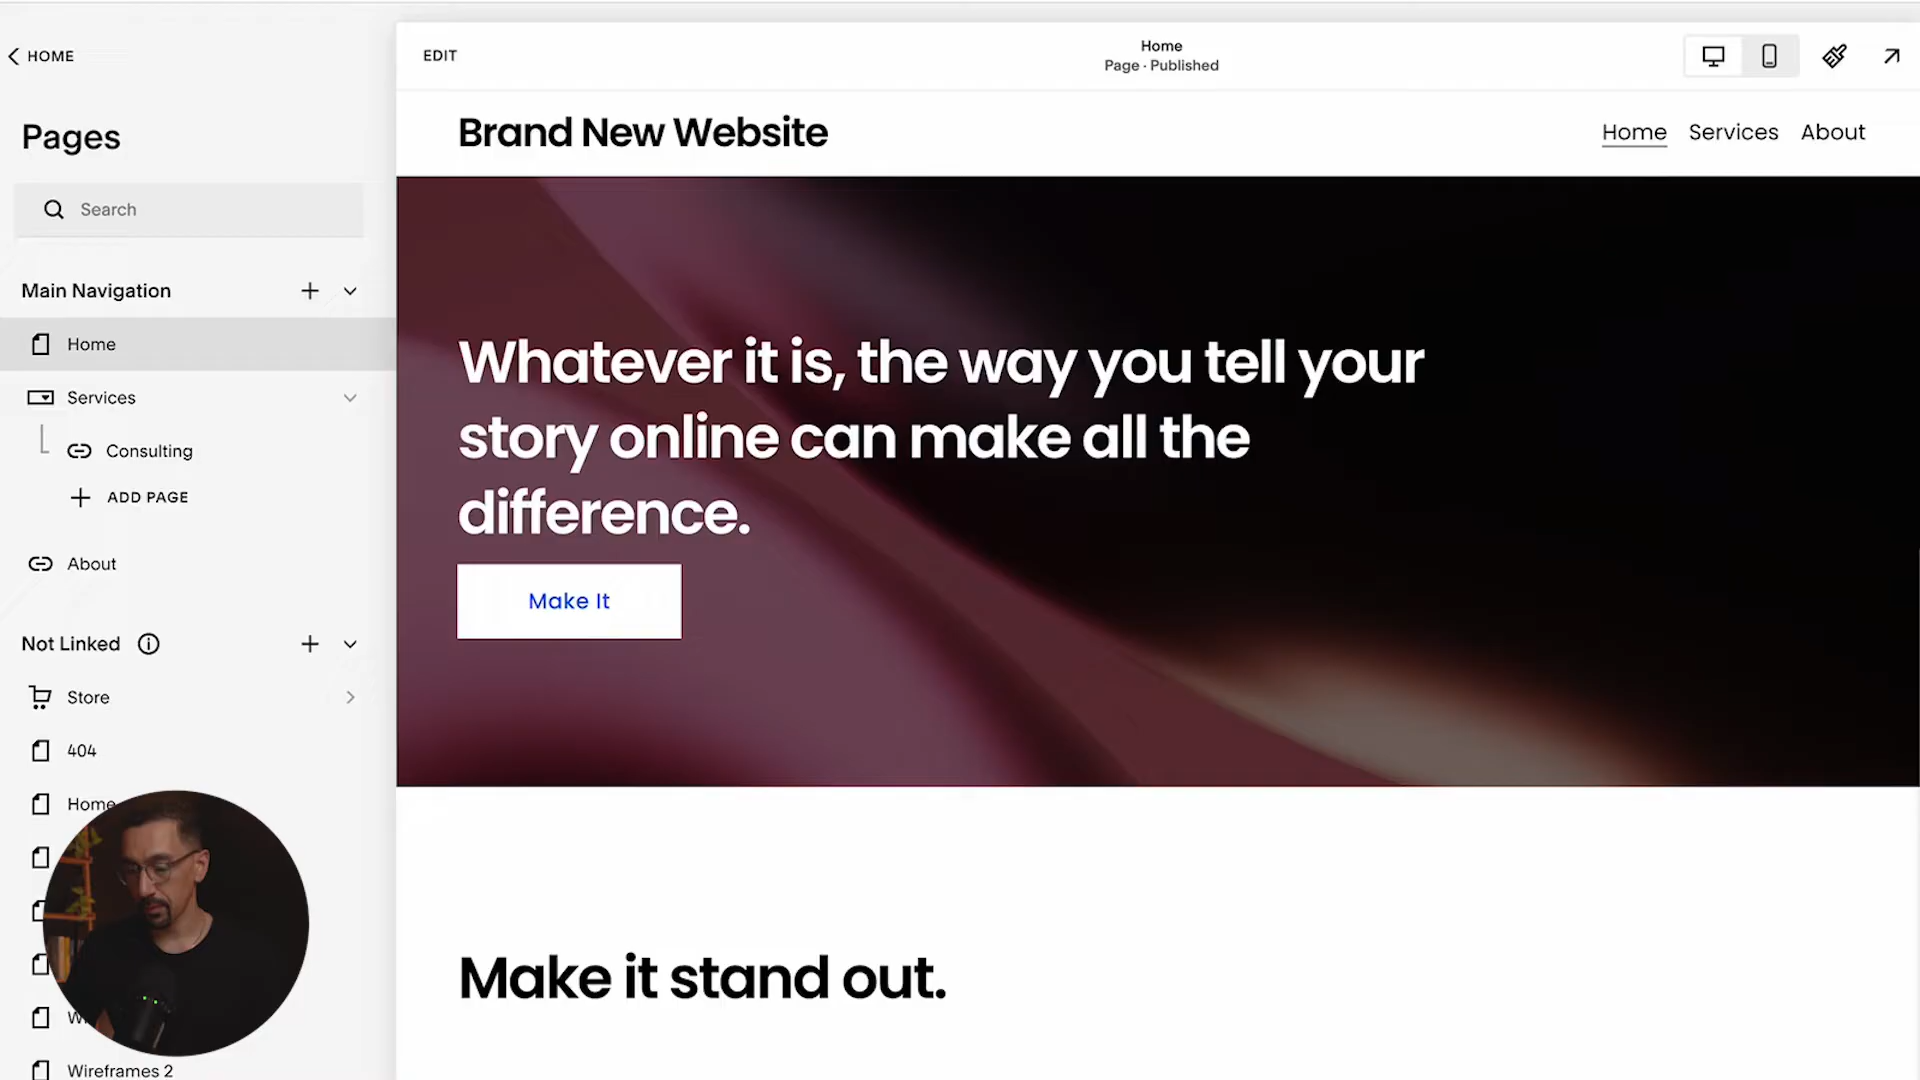 HOME
Pages
Search
Main Navigation
Home
Services
Consulting
ADD PAGE
About
Not Linked
Store
404
Home
Wireframes 2
EDIT
Home
Page · Published
Brand New Website
Home Services About
Whatever it is, the way you tell your
story online can make all the
difference.
Make It
Make it stand out.